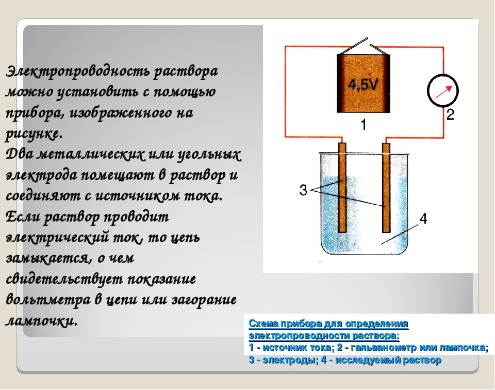 Электропроводность раствора
можно установить с помощью
прибора, изображенного на
рисунке.
Два металлических или угольных
электрода помещают в раствор и
соединяют с источником тока.
Если раствор проводит
электрический ток, то цепь
замыкается, о чем
свидетельствует показание
вольтметра в цепи или загорание
лампочки.
4,5V
1
2
3
4
Схема прибора для определения
электропроводности раствора:
1 - источник тока; 2 - гальванометр или лампочка;
3 - электроды; 4 - исследуемый раствор